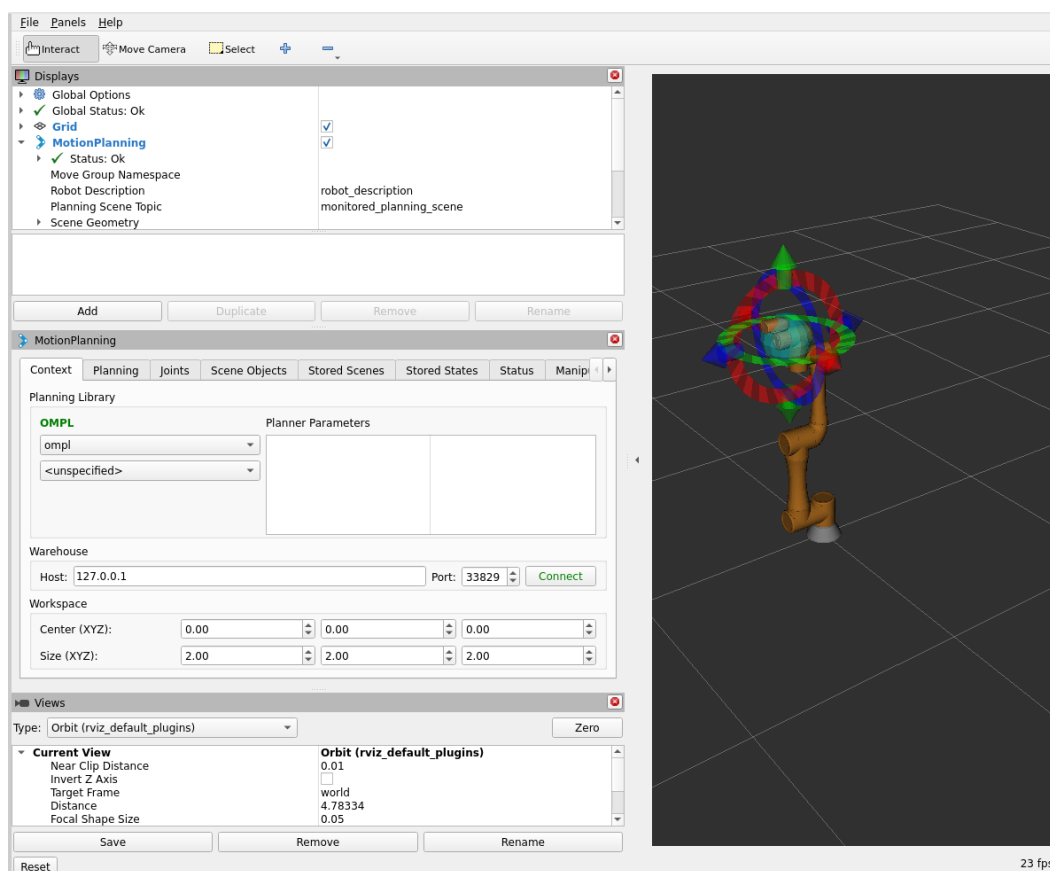 File Panels Help
Interact Move Camera Select
Displays
Global Options
Global Status: Ok
Grid
MotionPlanning
Status: Ok
Move Group Namespace
Robot Description robot_description
Planning Scene Topic monitored_planning_scene
Scene Geometry
Add Duplicate Remove Rename
MotionPlanning
Context Planning Joints Scene Objects Stored Scenes Stored States Status Manip
Planning Library
OMPL Planner Parameters
ompl
<unspecified>
Warehouse
Host: 127.0.0.1 Port: 33829 Connect
Workspace
Center (XYZ): 0.00 0.00 0.00
Size (XYZ): 2.00 2.00 2.00
Views
Type: Orbit (rviz_default_plugins) Zero
Current View Orbit (rviz_default_plugins)
Near Clip Distance 0.01
Invert Z Axis
Target Frame world
Distance 4.78334
Focal Shape Size 0.05
Save Remove Rename
Reset 23 fps